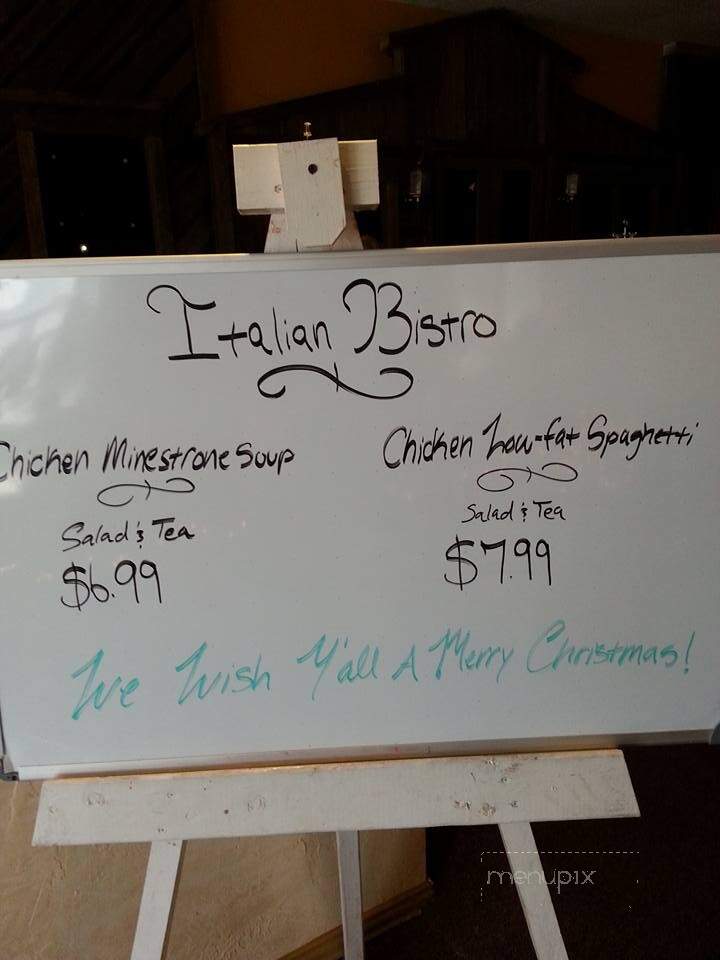 Italian Bistro
Chicken Minestrone Soup
Salad & Tea
$6.99
Chicken Low-fat Spaghetti
Salad & Tea
$7.99
We Wish Y'all A Merry Christmas!
menupix